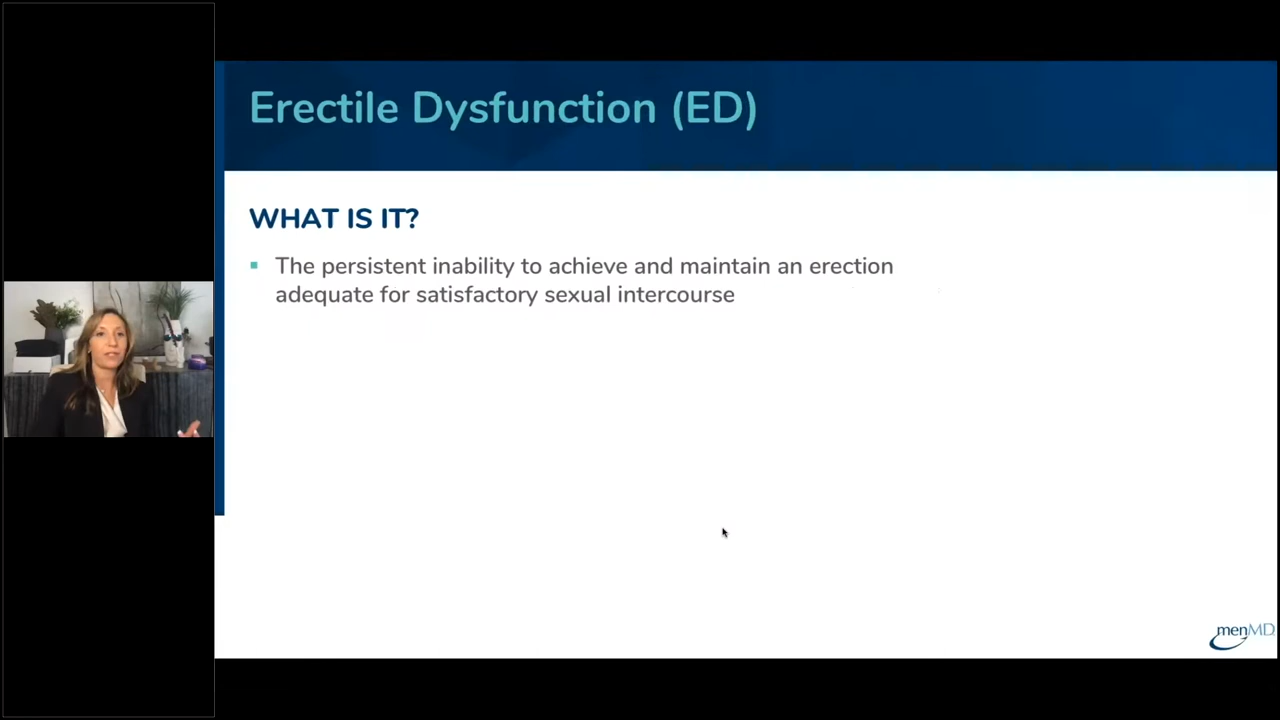 Erectile Dysfunction (ED)
WHAT IS IT?
The persistent inability to achieve and maintain an erection
adequate for satisfactory sexual intercourse
menMD